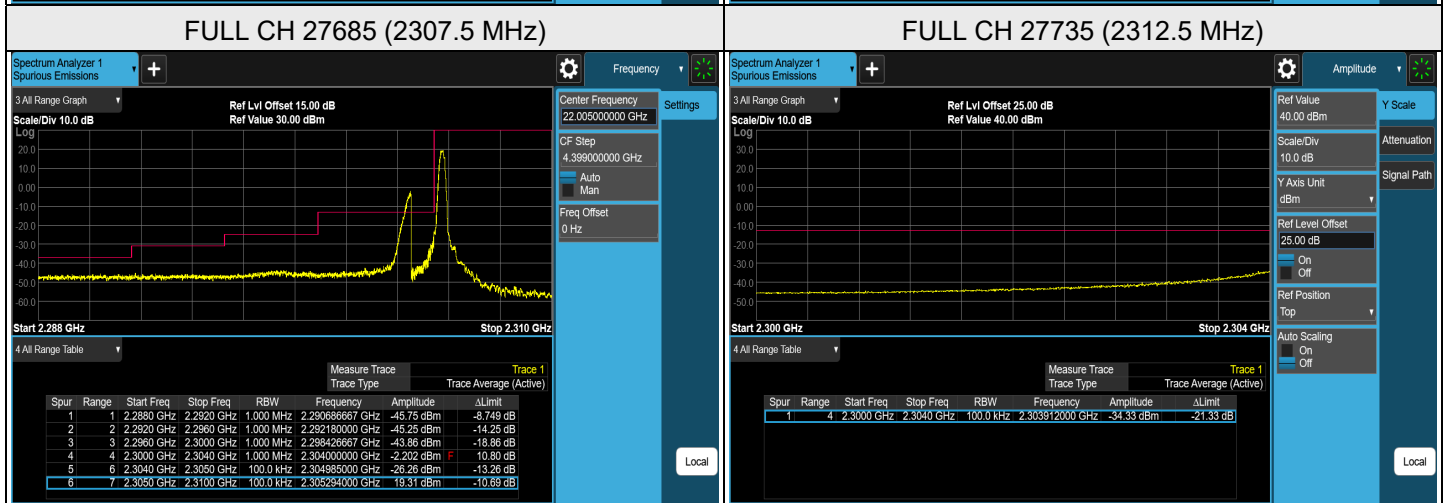 FULL CH 27685 (2307.5 MHz)
FULL CH 27735 (2312.5 MHz)
Spectrum Analyzer 1
Spurious Emissions
Frequency
3 All Range Graph
Ref Lvl Offset 15.00 dB
Scale/Div 10.0 dB
Ref Value 30.00 dBm
Log
20.0
10.0
0.00
-10.0
-20.0
-30.0
-40.0
-50.0
-60.0
Start 2.288 GHz
Stop 2.310 GHz
Center Frequency
22.005000000 GHz
Settings
CF Step
4.399000000 GHz
Auto
Man
Freq Offset
0 Hz
4 All Range Table
Measure Trace Trace 1
Trace Type Trace Average (Active)
Spur Range Start Freq Stop Freq RBW Frequency Amplitude ΔLimit
1 1 2.2880 GHz 2.2920 GHz 1.000 MHz 2.290686667 GHz -45.75 dBm -8.749 dB
2 2 2.2920 GHz 2.2960 GHz 1.000 MHz 2.292180000 GHz -45.25 dBm -14.25 dB
3 3 2.2960 GHz 2.3000 GHz 1.000 MHz 2.298426667 GHz -43.86 dBm -18.86 dB
4 4 2.3000 GHz 2.3040 GHz 1.000 MHz 2.304000000 GHz -2.202 dBm F 10.80 dB
5 6 2.3040 GHz 2.3050 GHz 100.0 kHz 2.304985000 GHz -26.26 dBm -13.26 dB
6 7 2.3050 GHz 2.3100 GHz 100.0 kHz 2.305294000 GHz 19.31 dBm -10.69 dB
Local
Spectrum Analyzer 1
Spurious Emissions
Amplitude
3 All Range Graph
Ref Lvl Offset 25.00 dB
Scale/Div 10.0 dB
Ref Value 40.00 dBm
Log
30.0
20.0
10.0
0.00
-10.0
-20.0
-30.0
-40.0
-50.0
Start 2.300 GHz
Stop 2.304 GHz
Ref Value
40.00 dBm
Y Scale
Scale/Div
10.0 dB
Attenuation
Y Axis Unit
dBm
Signal Path
Ref Level Offset
25.00 dB
On
Off
Ref Position
Top
Auto Scaling
On
Off
4 All Range Table
Measure Trace Trace 1
Trace Type Trace Average (Active)
Spur Range Start Freq Stop Freq RBW Frequency Amplitude ΔLimit
1 4 2.3000 GHz 2.3040 GHz 100.0 kHz 2.303912000 GHz -34.33 dBm -21.33 dB
Local